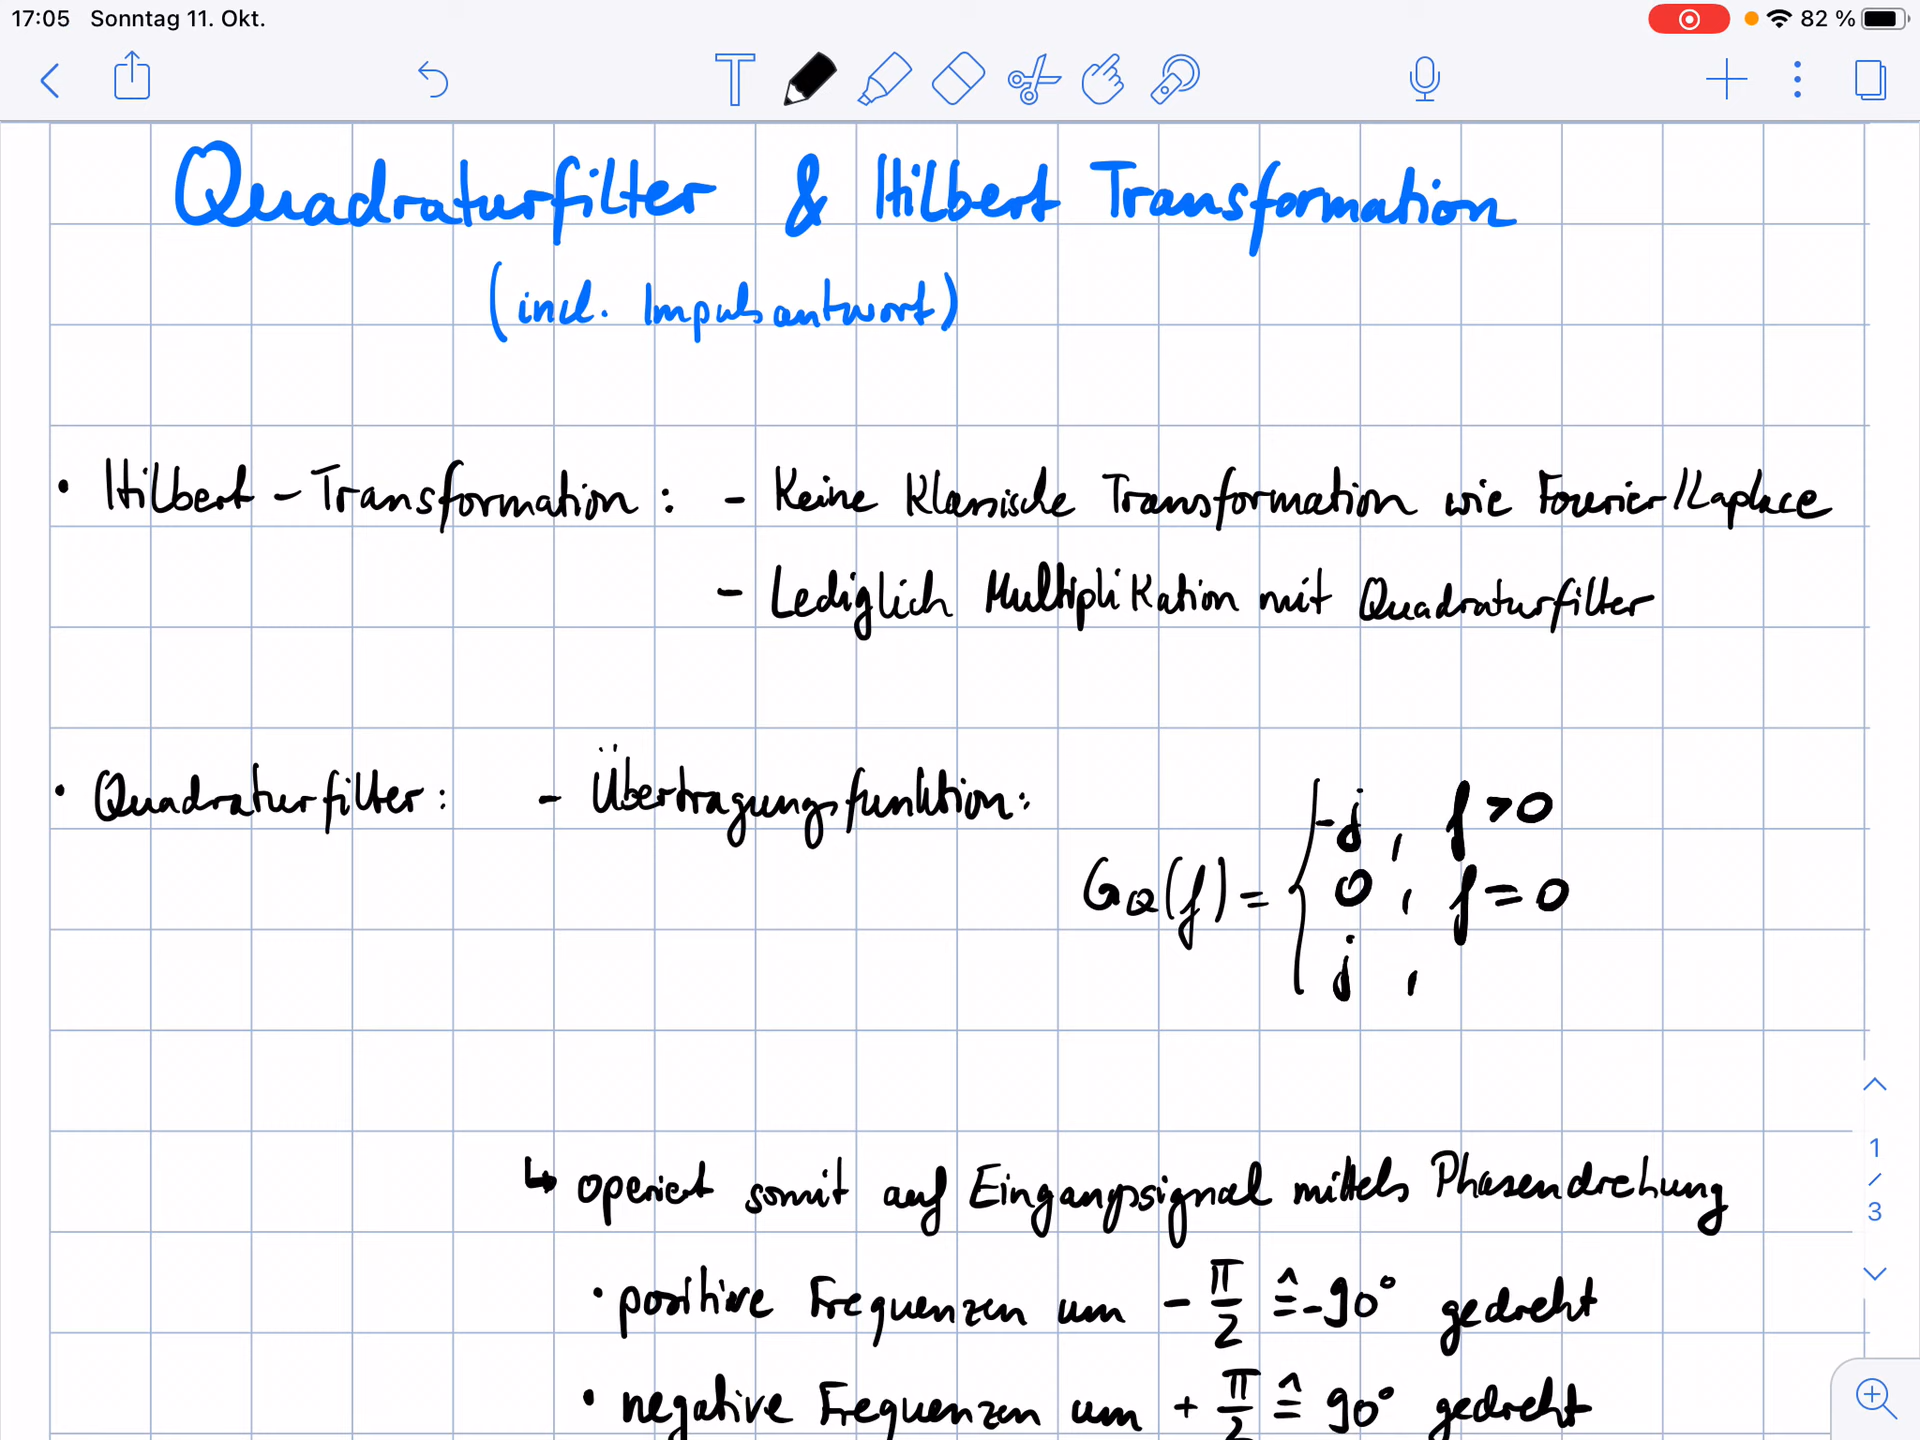 17:05 Sonntag 11. Okt.
82 %
T
Quadraturfilter & Hilbert Transformation
(incl. Impulsantwort)
• Hilbert - Transformation: - Keine Klassische Transformation wie Fourier/Laplace
- Lediglich Multiplikation mit Quadraturfilter
• Quadraturfilter: - Übertragungsfunktion:
-j , f >0
G_Q(f) = { 0 , f = 0
j ,
↳ operiert somit auf Eingangssignal mittels Phasendrehung
• positive Frequenzen um - π/2 ≙ -90° gedreht
• negative Frequenzen um + π/2 ≙ 90° gedreht
1
/
3